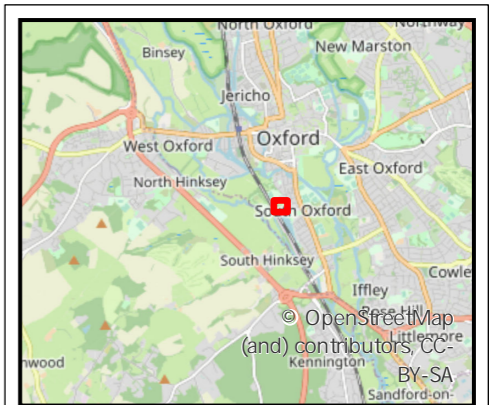 North Oxford
Northway
Binsey
New Marston
Jericho
Oxford
West Oxford
East Oxford
North Hinksey
South Oxford
South Hinksey
Cowle
Iffley
Rose Hill
© OpenStreetMap
Littlemore
(and) contributors, CC-
nwood
Kennington
BY-SA
Sandford-on-